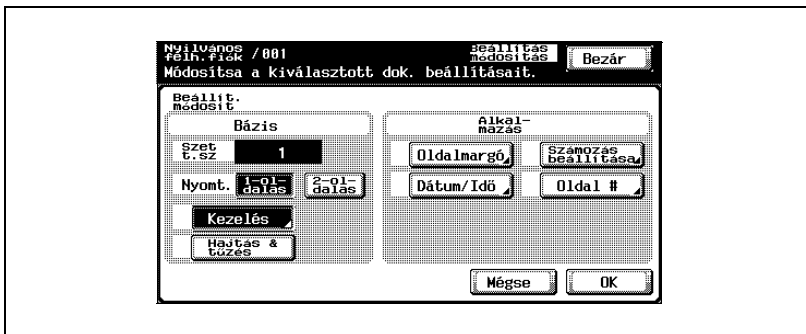 Nyilvános
felh.fiók /001
Beállítás
módosítás
Bezár
Módosítsa a kiválasztott dok. beállításait.
Beállít.
módosít
Bázis
Alkal-
mazás
Szet
t.sz 1
Oldalmargó
Számozás
beállítása
Nyomt. 1-ol-
dalas 2-ol-
dalas
Dátum/Idő
Oldal #
Kezelés
Hajtás &
tűzés
Mégse
OK